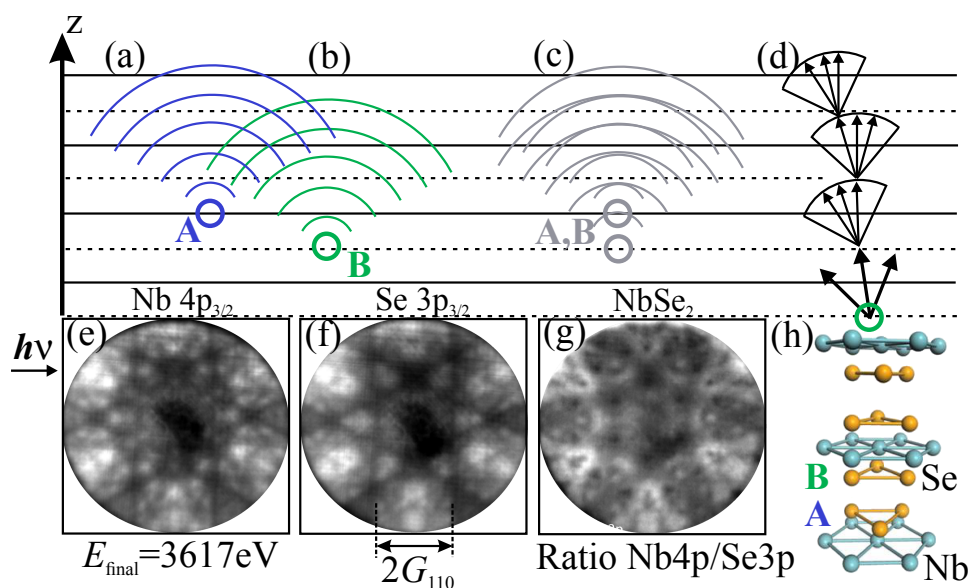 z
(a)
(b)
(c)
(d)
A
B
A,B
Nb 4p3/2
Se 3p3/2
NbSe2
hν
(e)
(f)
(g)
(h)
B
Se
A
Nb
Efinal=3617eV
2G110
Ratio Nb4p/Se3p